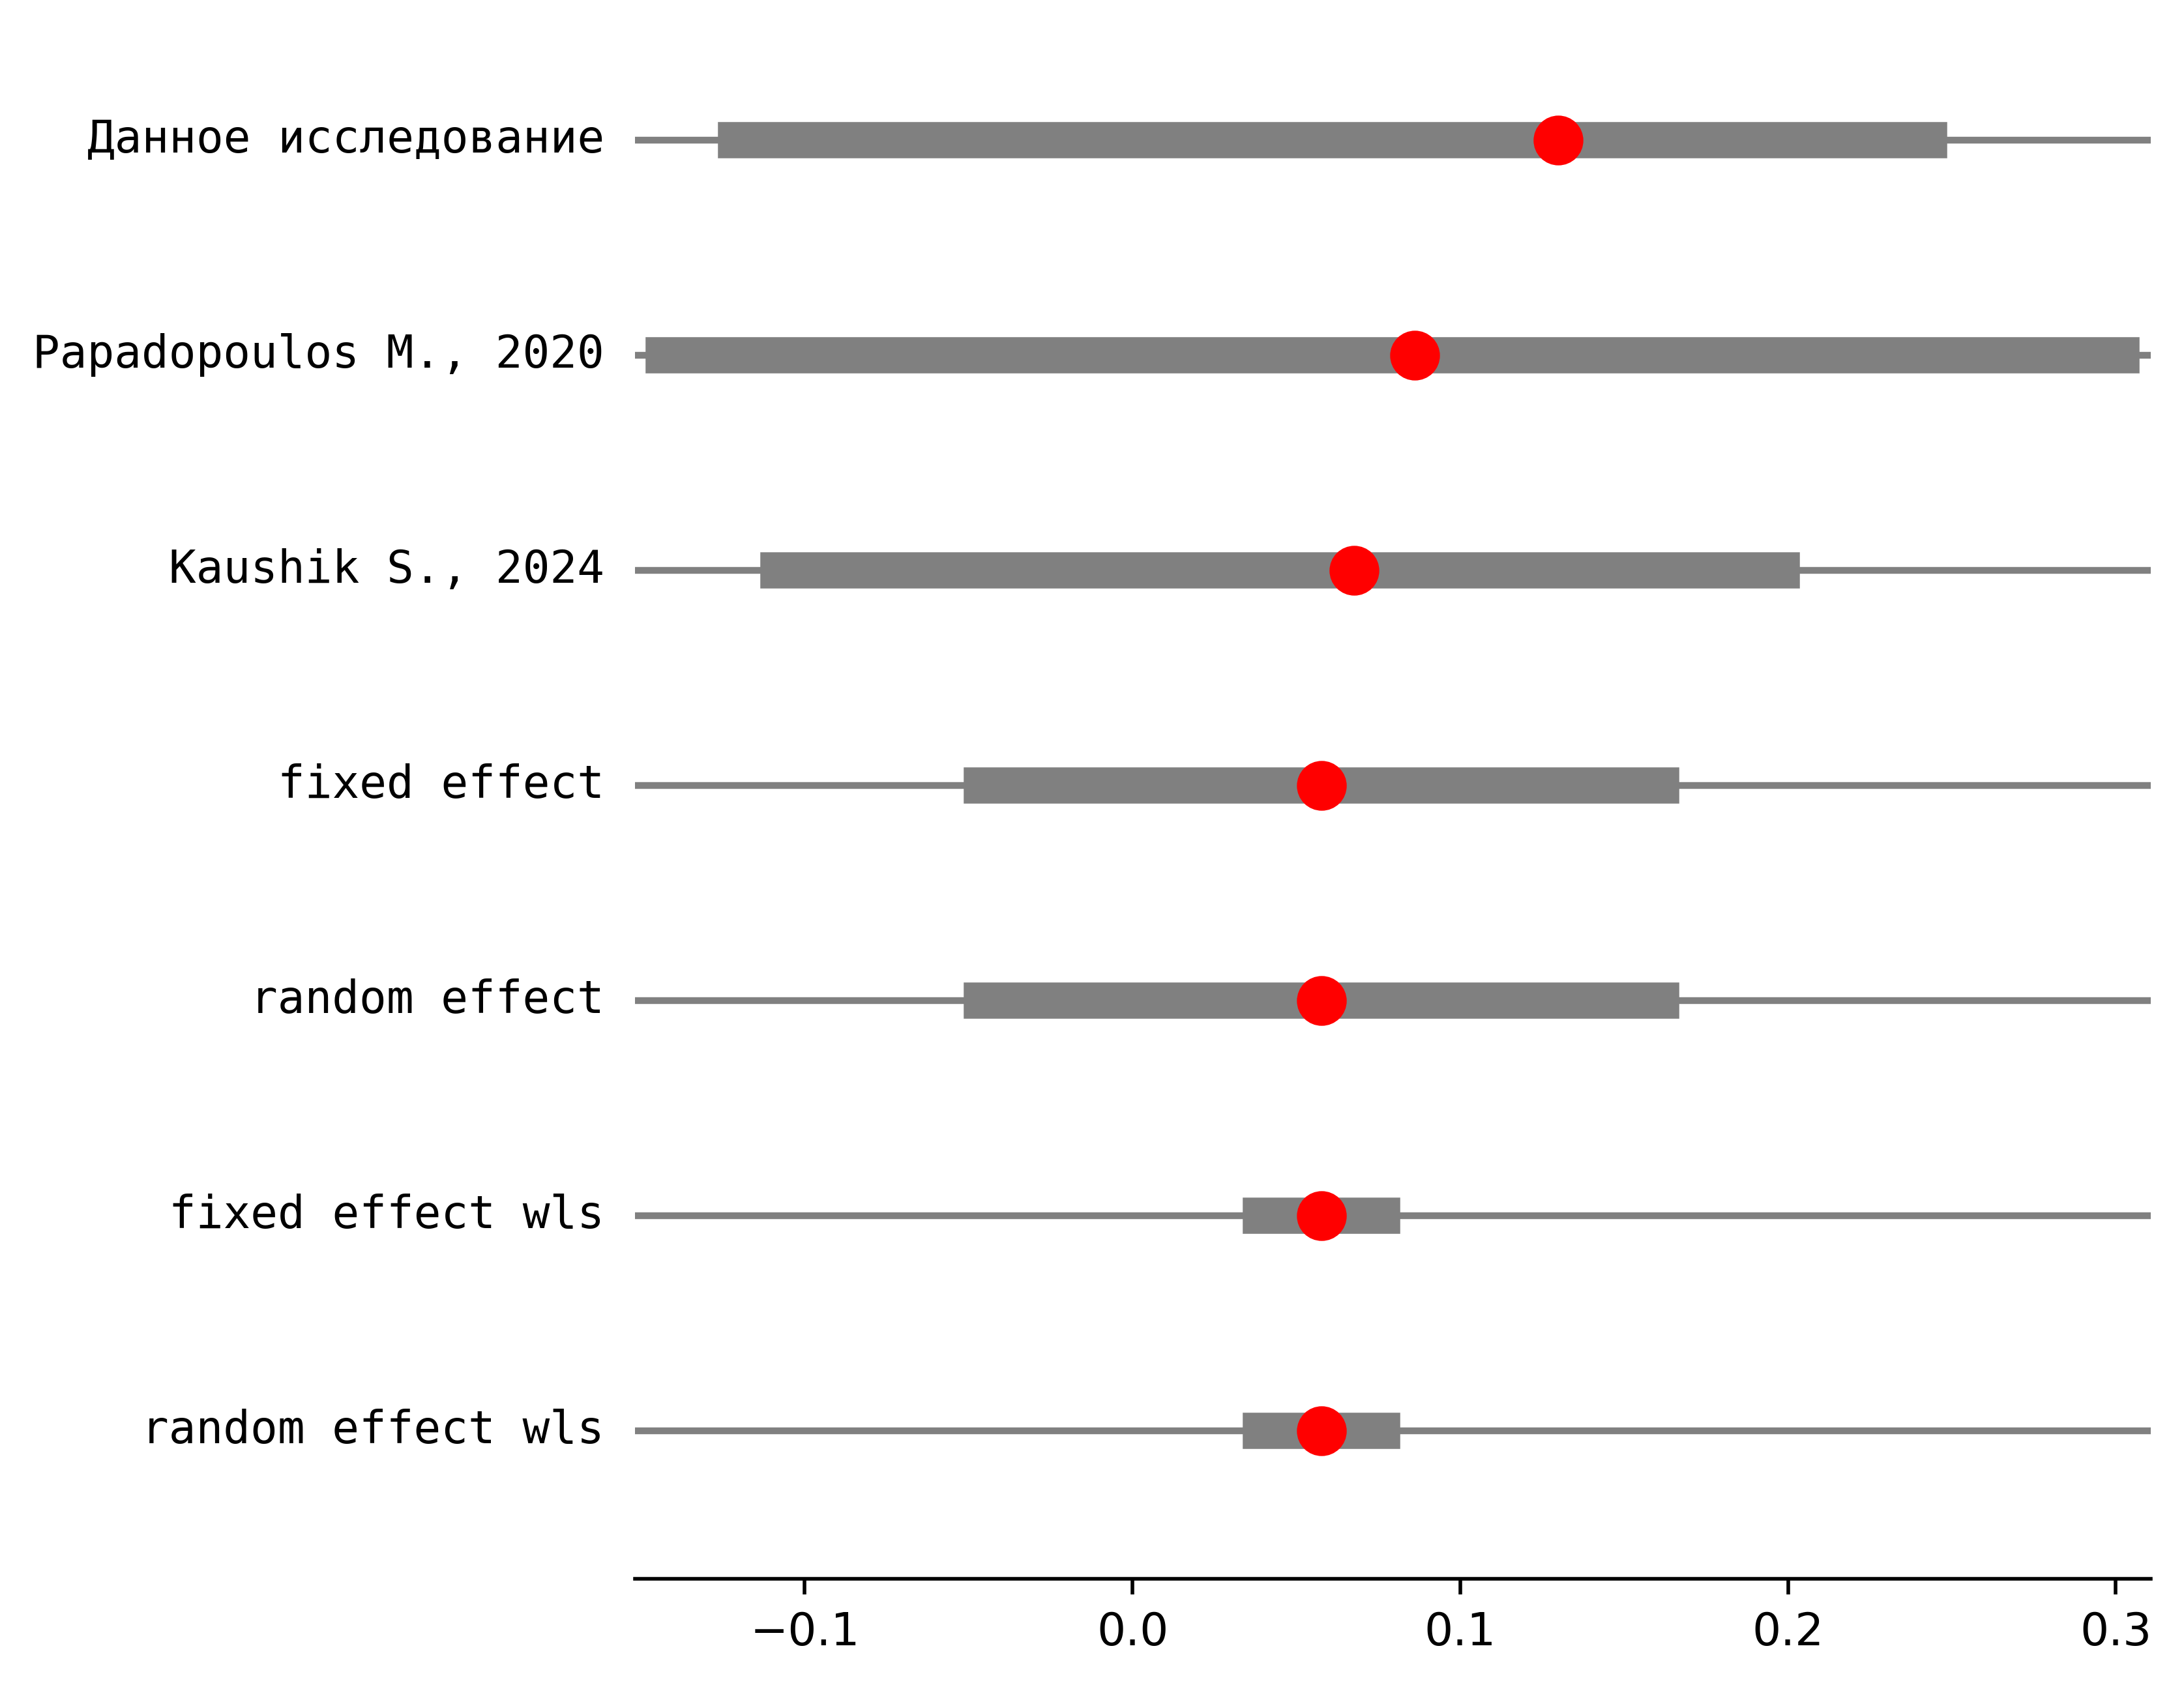 Данное исследование
Papadopoulos M., 2020
Kaushik S., 2024
fixed effect
random effect
fixed effect wls
random effect wls
−0.1 0.0 0.1 0.2 0.3